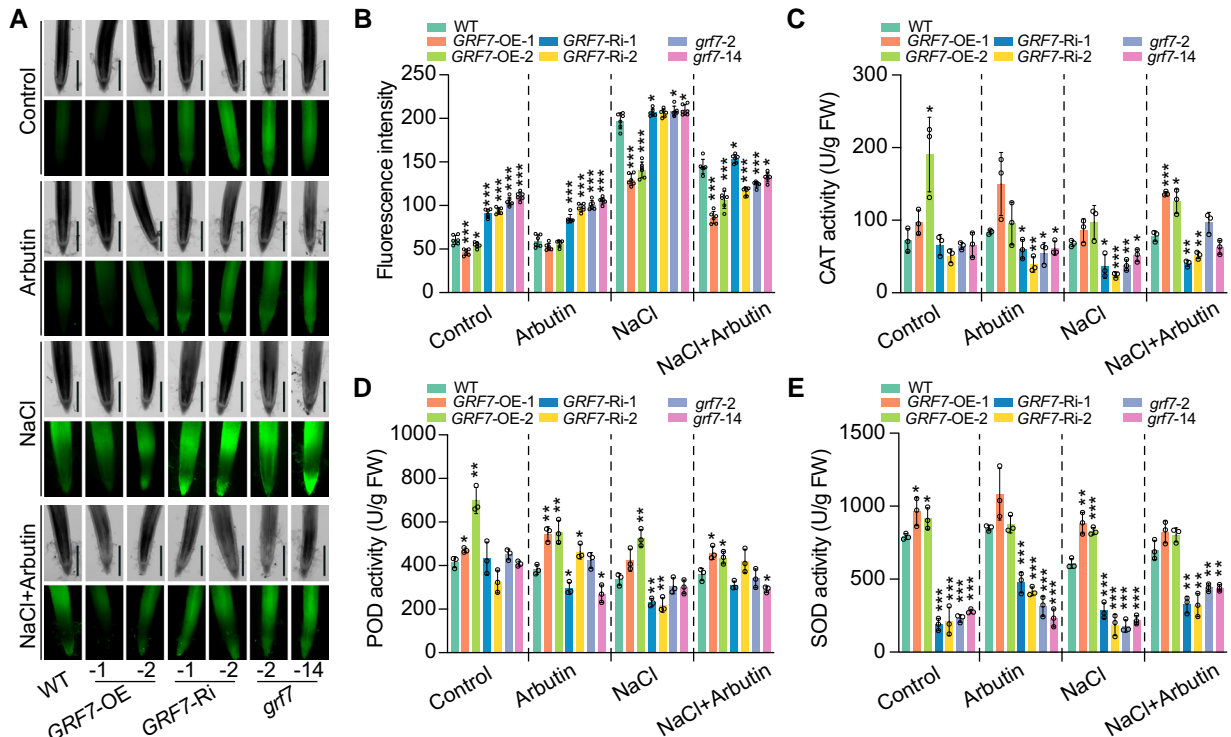 A
Control
Arbutin
NaCl
NaCl+Arbutin
WT
-1
-2
-1
-2
-2
-14
GRF7-OE
GRF7-Ri
grf7
B
WT
GRF7-OE-1 GRF7-Ri-1 grf7-2
GRF7-OE-2 GRF7-Ri-2 grf7-14
Fluorescence intensity
250
200
150
100
50
0
*** * *** *** *** ***
*** *** *** ***
*** *** * * *
*** *** * *** *** *
Control Arbutin NaCl NaCl+Arbutin
C
WT
GRF7-OE-1 GRF7-Ri-1 grf7-2
GRF7-OE-2 GRF7-Ri-2 grf7-14
CAT activity (U/g FW)
300
200
100
0
*
* ** * *
* *** ** *
*** * ** **
Control Arbutin NaCl NaCl+Arbutin
D
WT
GRF7-OE-1 GRF7-Ri-1 grf7-2
GRF7-OE-2 GRF7-Ri-2 grf7-14
POD activity (U/g FW)
1000
800
600
400
200
0
* **
** ** * * *
** ** **
* * *
Control Arbutin NaCl NaCl+Arbutin
E
WT
GRF7-OE-1 GRF7-Ri-1 grf7-2
GRF7-OE-2 GRF7-Ri-2 grf7-14
SOD activity (U/g FW)
1500
1000
500
0
* * *** *** *** ***
*** *** *** ***
** *** *** *** *** ***
** ** ** **
Control Arbutin NaCl NaCl+Arbutin